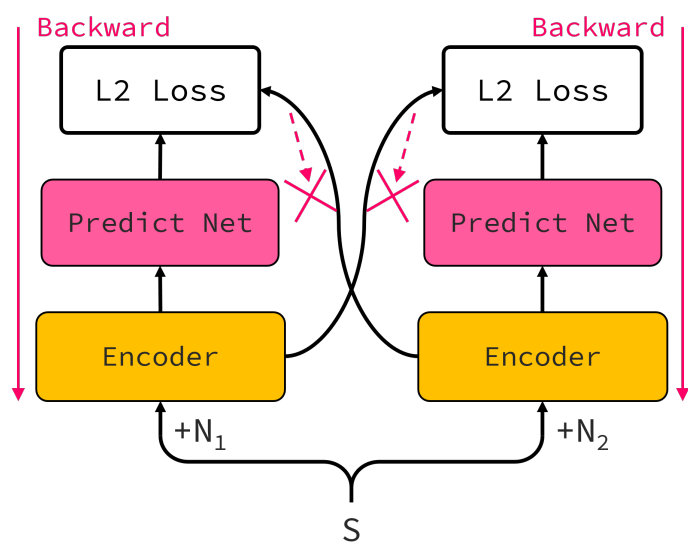 Backward
Backward
L2 Loss
L2 Loss
Predict Net
Predict Net
Encoder
Encoder
+N₁
+N₂
S